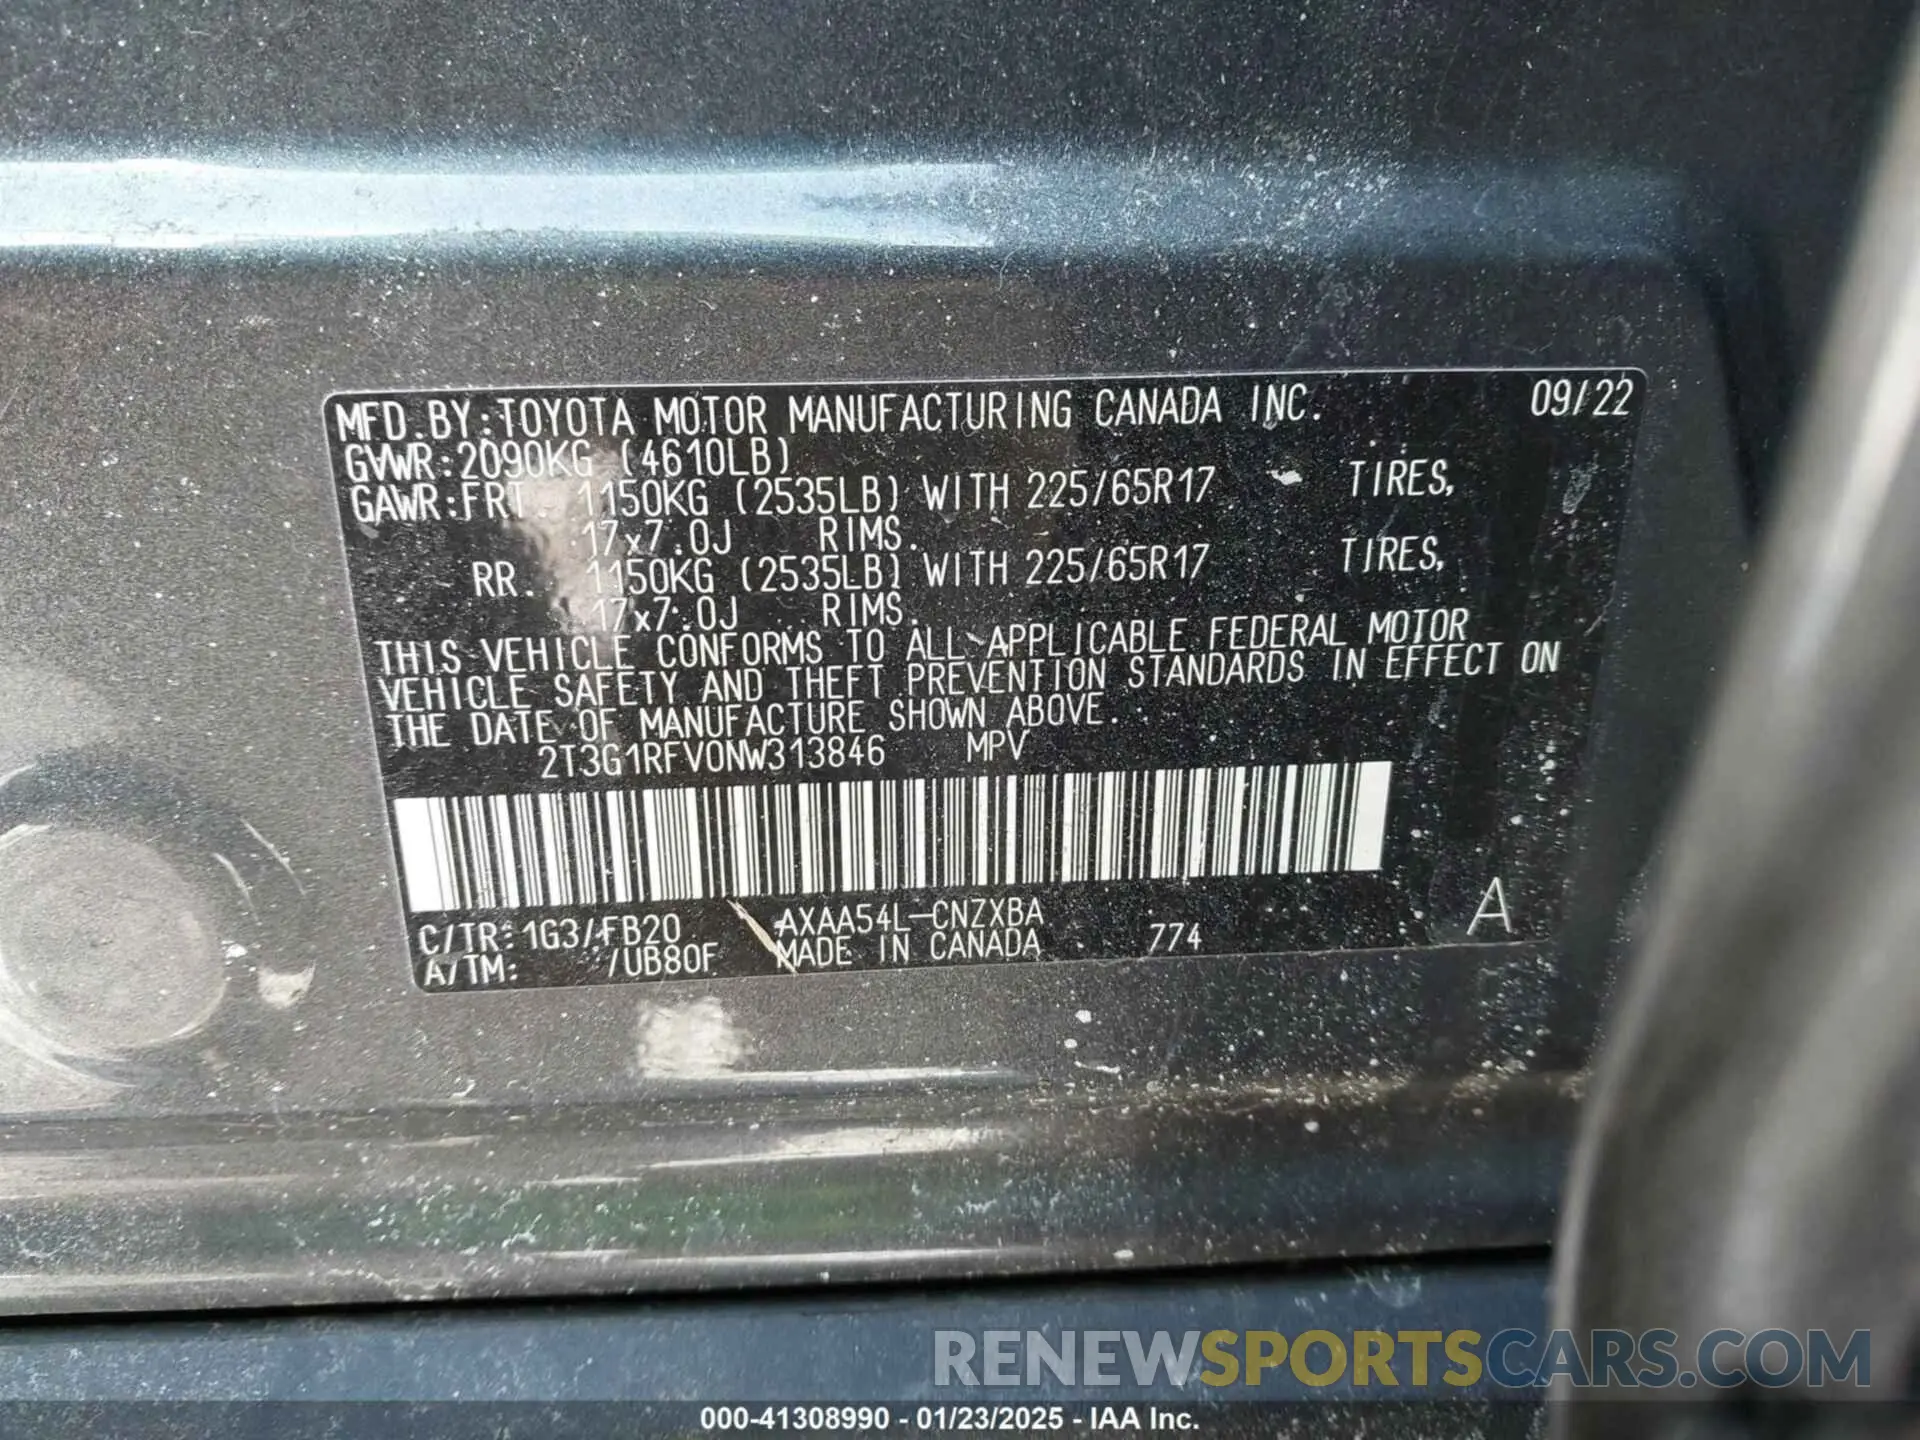 MFD.BY:TOYOTA MOTOR MANUFACTURING CANADA INC. 09/22
GVWR:2090KG (4610LB)
GAWR:FRT. 1150KG (2535LB) WITH 225/65R17 TIRES,
17x7.0J RIMS.
RR. 1150KG (2535LB) WITH 225/65R17 TIRES,
17x7.0J RIMS.
THIS VEHICLE CONFORMS TO ALL APPLICABLE FEDERAL MOTOR
VEHICLE SAFETY AND THEFT PREVENTION STANDARDS IN EFFECT ON
THE DATE OF MANUFACTURE SHOWN ABOVE.
2T3G1RFV0NW313846 MPV
C/TR:1G3/FB20 AXAA54L-CNZXBA
A/TM: /UB80F MADE IN CANADA 774 A
RENEWSPORTSCARS.COM
000-41308990 - 01/23/2025 - IAA Inc.